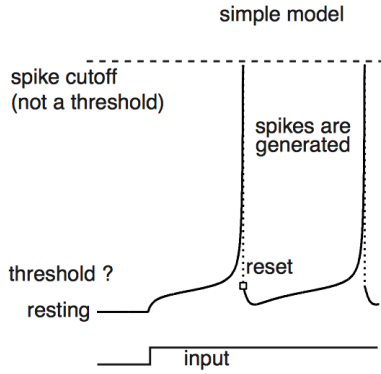 simple model
spike cutoff
(not a threshold)
spikes are
generated
threshold ?
reset
resting
input